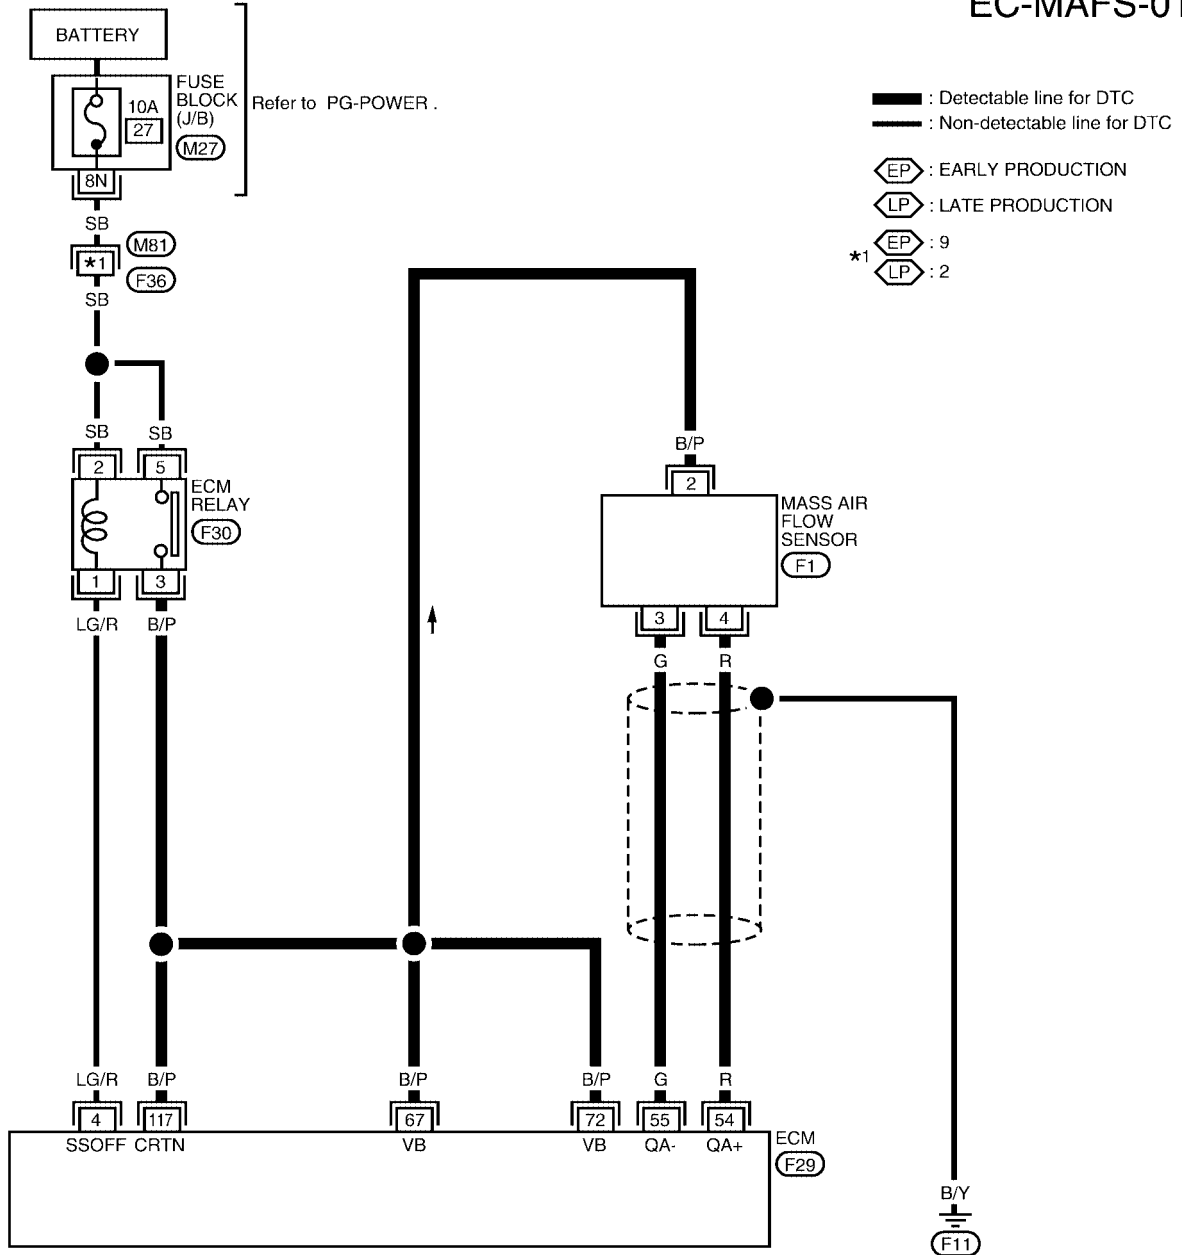 EC-MAFS-01
BATTERY
FUSE
BLOCK
(J/B)
10A
27
M27
Refer to PG-POWER .
8N
SB
: Detectable line for DTC
: Non-detectable line for DTC
EP : EARLY PRODUCTION
LP : LATE PRODUCTION
*1
EP : 9
LP : 2
M81
*1
F36
SB
SB
SB
2
5
ECM
RELAY
F30
1
3
LG/R
B/P
B/P
2
MASS AIR
FLOW
SENSOR
F1
3
4
G
R
LG/R
B/P
B/P
B/P
G
R
4
117
67
72
55
54
SSOFF
CRTN
VB
VB
QA-
QA+
ECM
F29
B/Y
F11